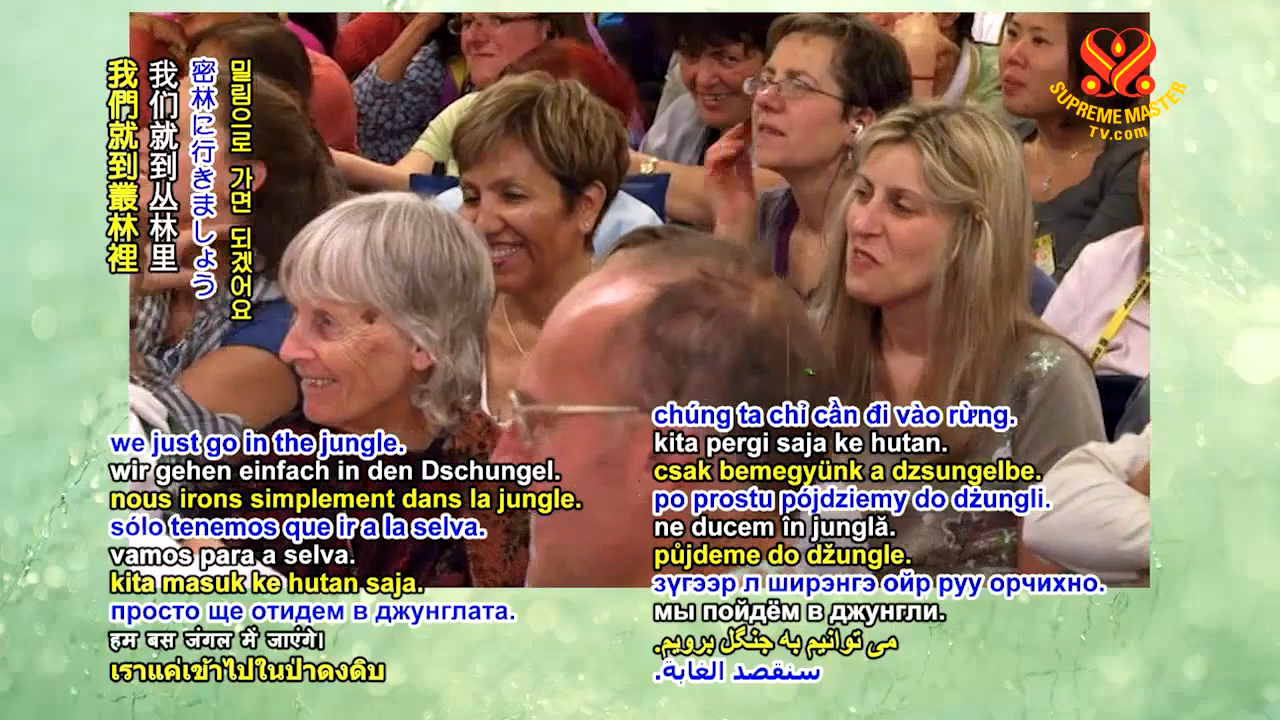 我們就到叢林裡
我们就到丛林里
密林に行きましょう
밀림으로 가면 되겠어요
SUPREME MASTER
TV.com
we just go in the jungle.
wir gehen einfach in den Dschungel.
nous irons simplement dans la jungle.
sólo tenemos que ir a la selva.
vamos para a selva.
kita masuk ke hutan saja.
просто ще отидем в джунглата.
हम बस जंगल में जाएंगे।
เราแค่เข้าไปในป่าดงดิบ
chúng ta chỉ cần đi vào rừng.
kita pergi saja ke hutan.
csak bemegyünk a dzsungelbe.
po prostu pójdziemy do dżungli.
ne ducem în junglă.
půjdeme do džungle.
зүгээр л ширэнгэ ойр руу орчихно.
мы пойдём в джунгли.
می توانیم به جنگل برویم.
سنقصد الغابة.